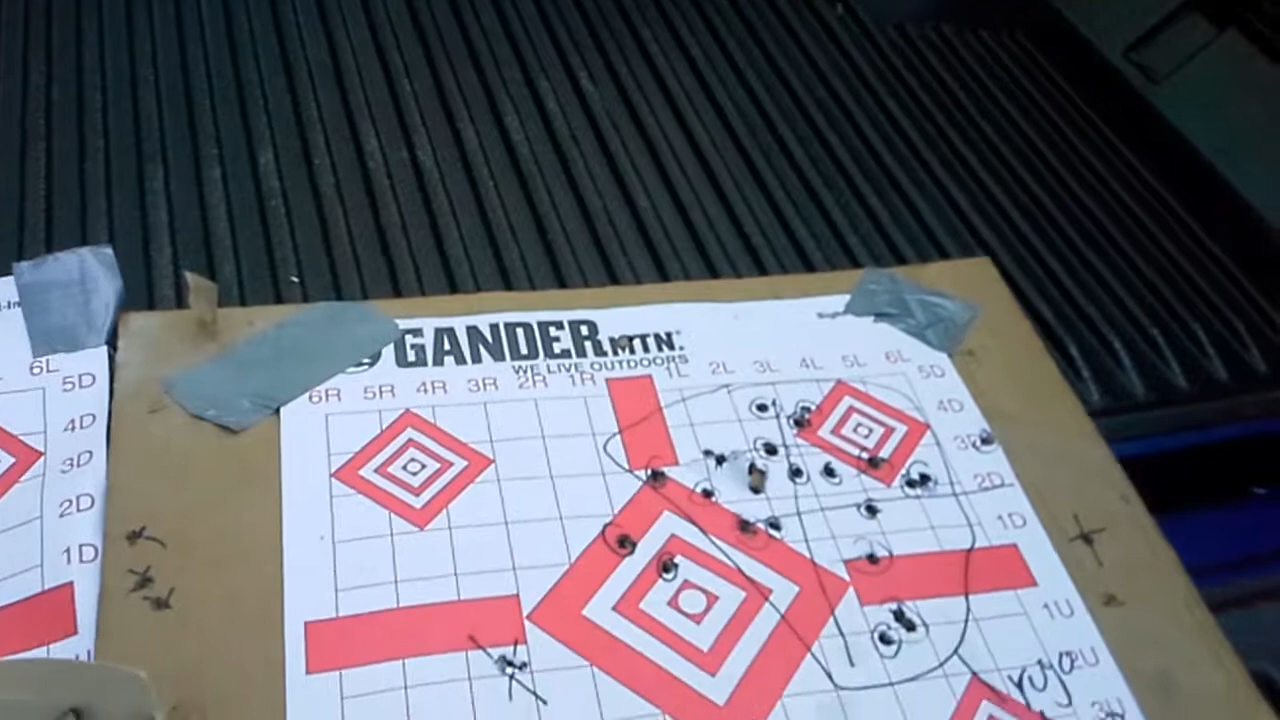 GANDER MTN.
WE LIVE OUTDOORS
6L
5D
4D
3D
2D
1D
6R 5R 4R 3R 2R 1R 1L 2L 3L 4L 5L 6L
5D
4D
2D
1D
1U
2U